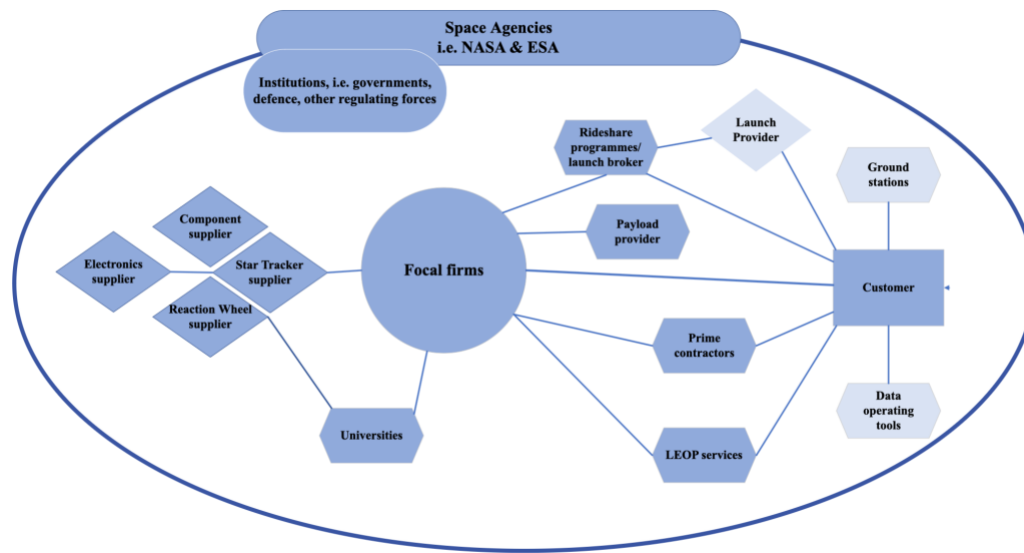 Space Agencies
i.e. NASA & ESA
Institutions, i.e. governments,
defence, other regulating forces
Rideshare
programmes/
launch broker
Launch
Provider
Ground
stations
Component
supplier
Payload
provider
Electronics
supplier
Star Tracker
supplier
Focal firms
Customer
Reaction Wheel
supplier
Prime
contractors
Data
operating
tools
Universities
LEOP services